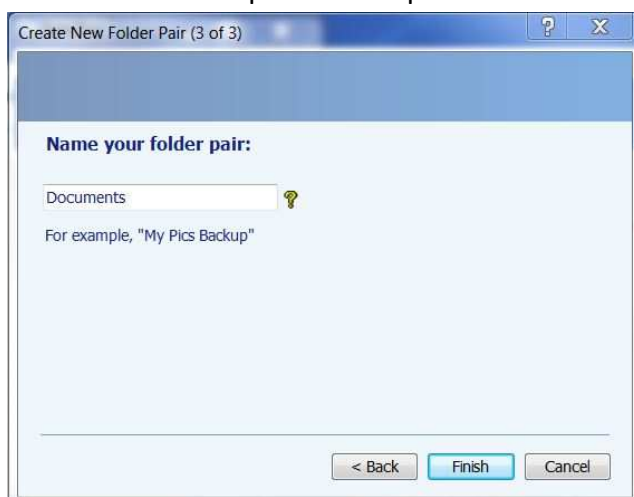 Create New Folder Pair (3 of 3)
Name your folder pair:
Documents
For example, "My Pics Backup"
< Back Finish Cancel